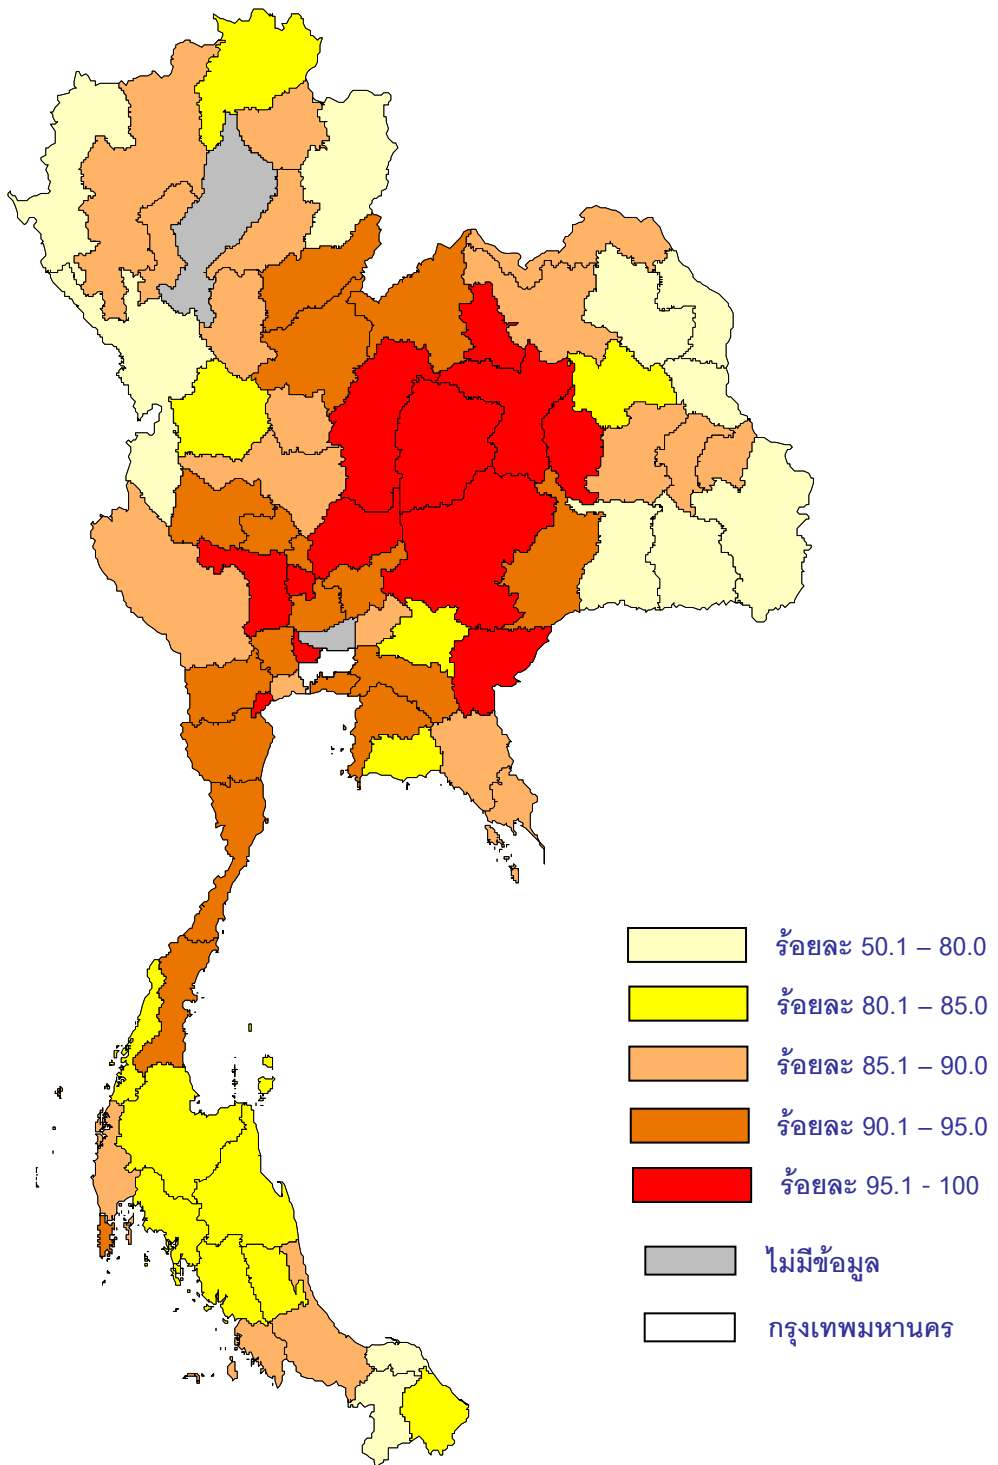 ร้อยละ 50.1 – 80.0
ร้อยละ 80.1 – 85.0
ร้อยละ 85.1 – 90.0
ร้อยละ 90.1 – 95.0
ร้อยละ 95.1 - 100
ไม่มีข้อมูล
กรุงเทพมหานคร